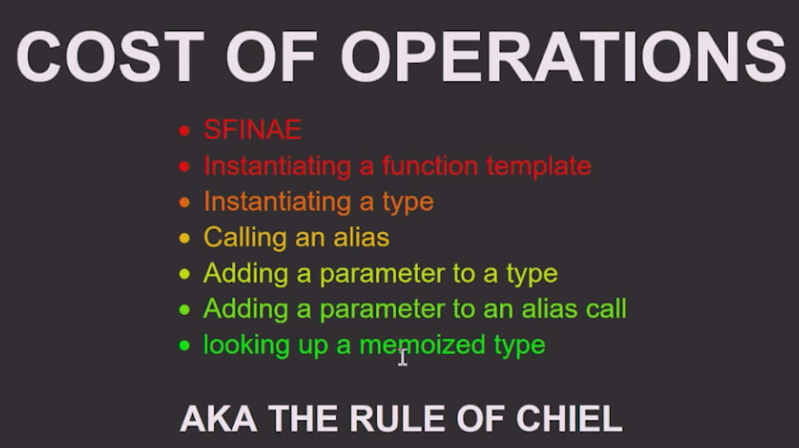 COST OF OPERATIONS
• SFINAE
• Instantiating a function template
• Instantiating a type
• Calling an alias
• Adding a parameter to a type
• Adding a parameter to an alias call
• looking up a memoized type
AKA THE RULE OF CHIEL